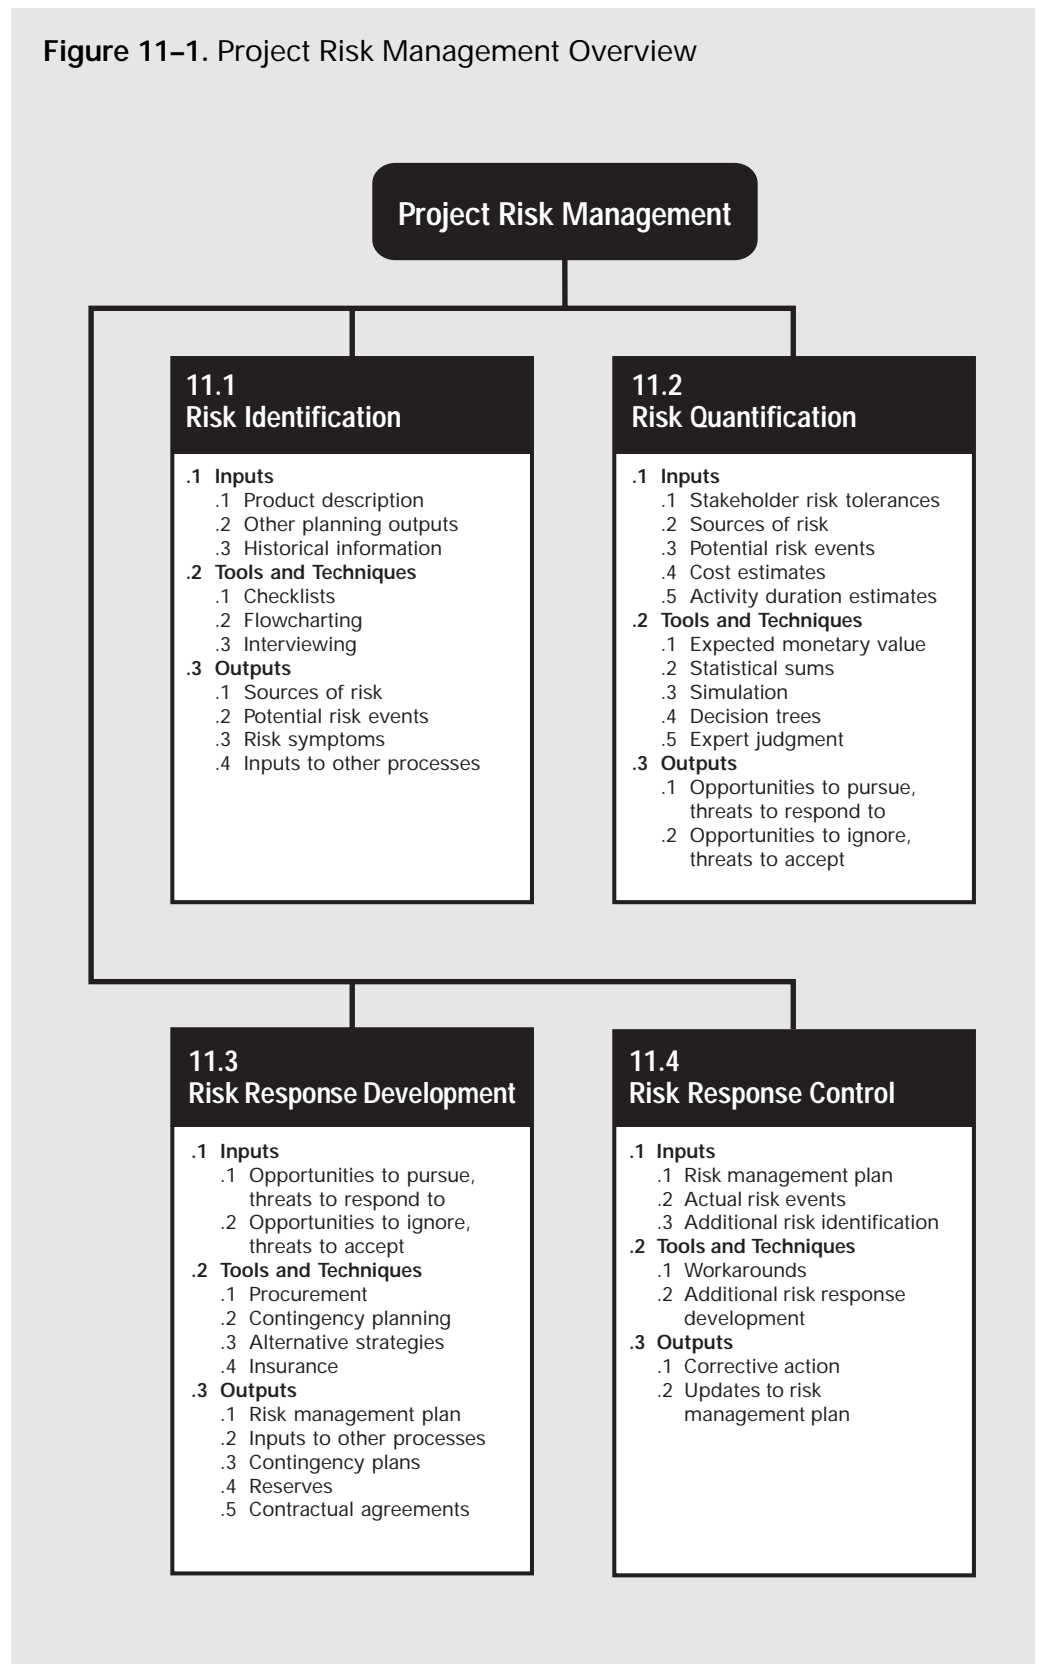 Figure 11–1. Project Risk Management Overview
Project Risk Management
11.1
Risk Identification
.1 Inputs
.1 Product description
.2 Other planning outputs
.3 Historical information
.2 Tools and Techniques
.1 Checklists
.2 Flowcharting
.3 Interviewing
.3 Outputs
.1 Sources of risk
.2 Potential risk events
.3 Risk symptoms
.4 Inputs to other processes
11.2
Risk Quantification
.1 Inputs
.1 Stakeholder risk tolerances
.2 Sources of risk
.3 Potential risk events
.4 Cost estimates
.5 Activity duration estimates
.2 Tools and Techniques
.1 Expected monetary value
.2 Statistical sums
.3 Simulation
.4 Decision trees
.5 Expert judgment
.3 Outputs
.1 Opportunities to pursue,
threats to respond to
.2 Opportunities to ignore,
threats to accept
11.3
Risk Response Development
.1 Inputs
.1 Opportunities to pursue,
threats to respond to
.2 Opportunities to ignore,
threats to accept
.2 Tools and Techniques
.1 Procurement
.2 Contingency planning
.3 Alternative strategies
.4 Insurance
.3 Outputs
.1 Risk management plan
.2 Inputs to other processes
.3 Contingency plans
.4 Reserves
.5 Contractual agreements
11.4
Risk Response Control
.1 Inputs
.1 Risk management plan
.2 Actual risk events
.3 Additional risk identification
.2 Tools and Techniques
.1 Workarounds
.2 Additional risk response
development
.3 Outputs
.1 Corrective action
.2 Updates to risk
management plan